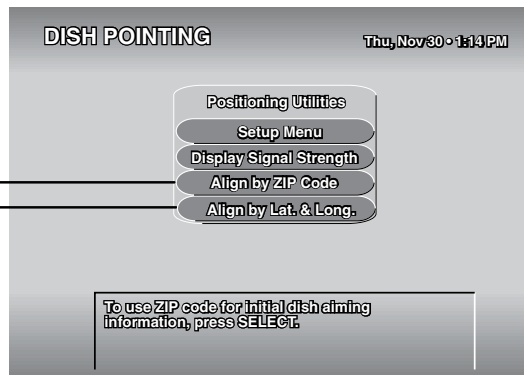 DISH POINTING
Thu, Nov 30 • 1:14 PM
Positioning Utilities
Setup Menu
Display Signal Strength
Align by ZIP Code
Align by Lat. & Long.
To use ZIP code for initial dish aiming
information, press SELECT.